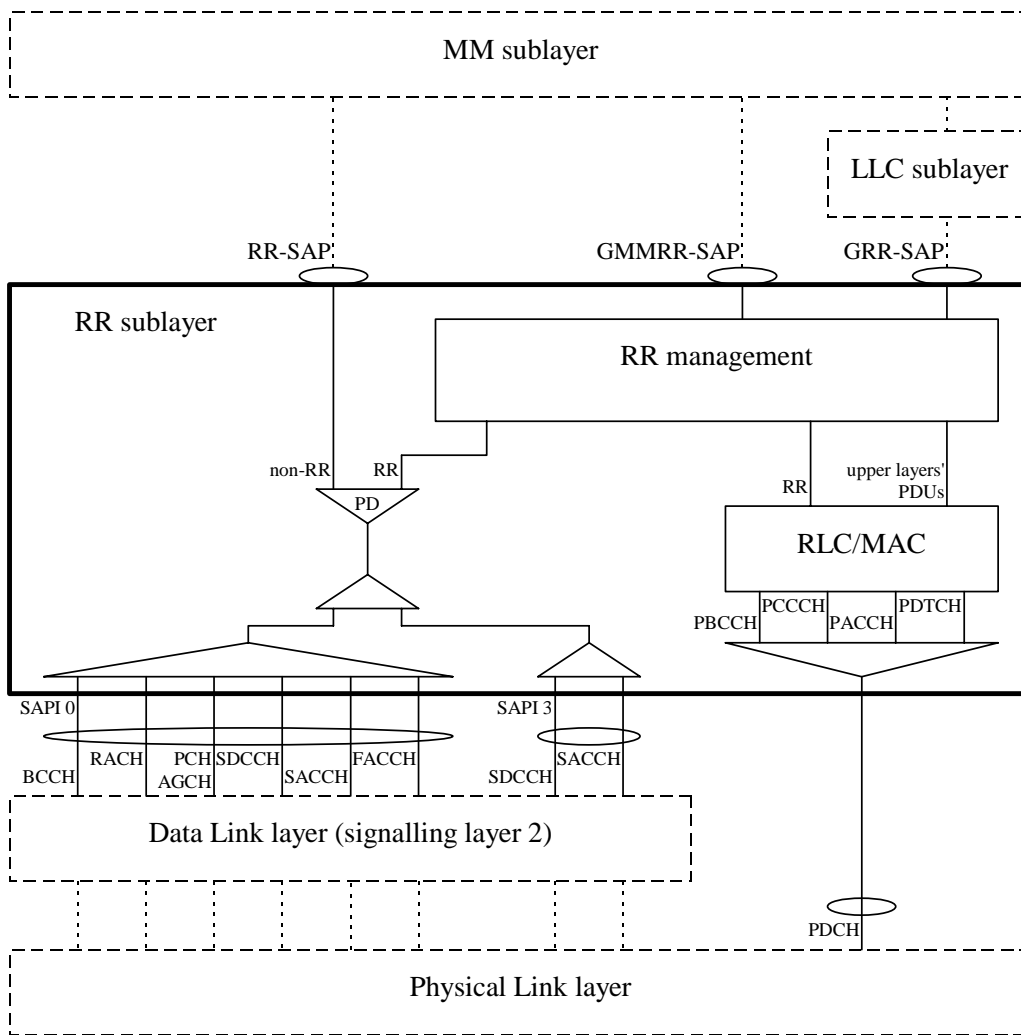 MM sublayer
LLC sublayer
RR-SAP
GMMRR-SAP
GRR-SAP
RR sublayer
RR management
non-RR
RR
PD
RR
upper layers'
PDUs
RLC/MAC
PBCCH
PCCCH
PACCH
PDTCH
SAPI 0
SAPI 3
BCCH
RACH
PCH
AGCH
SDCCH
SACCH
FACCH
SDCCH
SACCH
Data Link layer (signalling layer 2)
PDCH
Physical Link layer